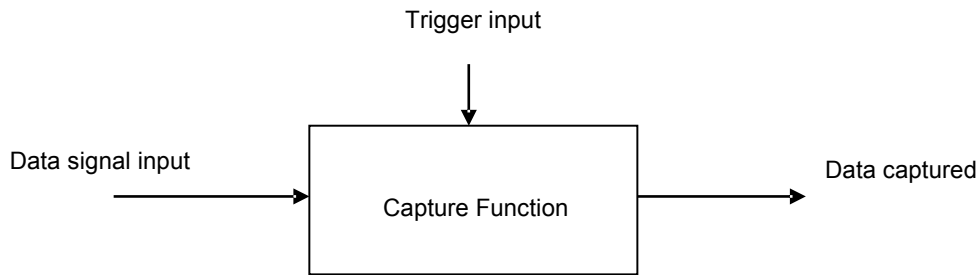 Trigger input
Data signal input
Data captured
Capture Function